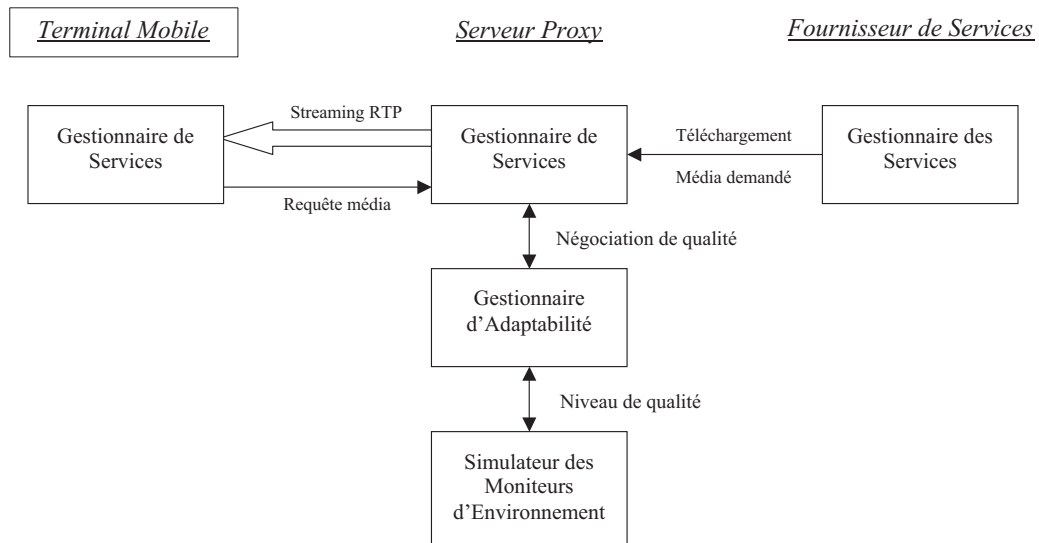 Terminal Mobile
Serveur Proxy
Fournisseur de Services
Gestionnaire de
Services
Streaming RTP
Requête média
Gestionnaire de
Services
Téléchargement
Média demandé
Gestionnaire des
Services
Négociation de qualité
Gestionnaire
d'Adaptabilité
Niveau de qualité
Simulateur des
Moniteurs
d'Environnement